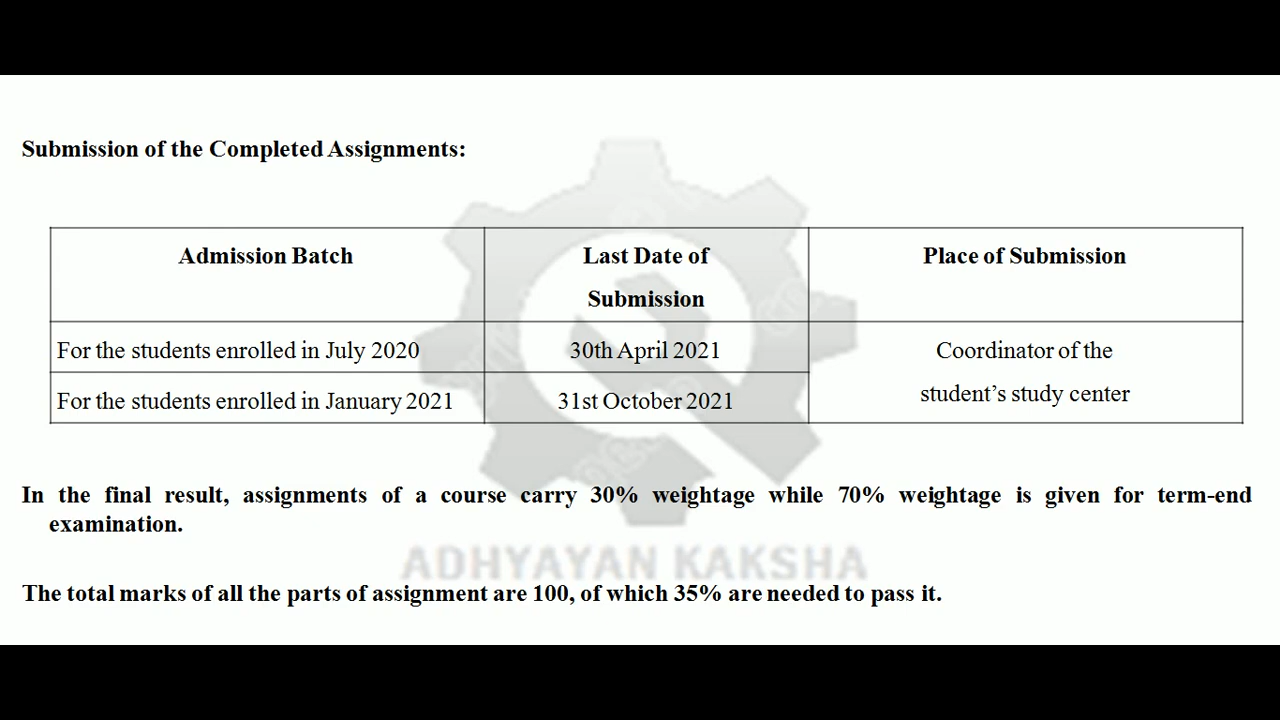 Submission of the Completed Assignments:
Admission Batch
Last Date of
Submission
Place of Submission
For the students enrolled in July 2020
30th April 2021
Coordinator of the
student’s study center
For the students enrolled in January 2021
31st October 2021
In the final result, assignments of a course carry 30% weightage while 70% weightage is given for term-end
examination.
ADHYAYAN KAKSHA
The total marks of all the parts of assignment are 100, of which 35% are needed to pass it.